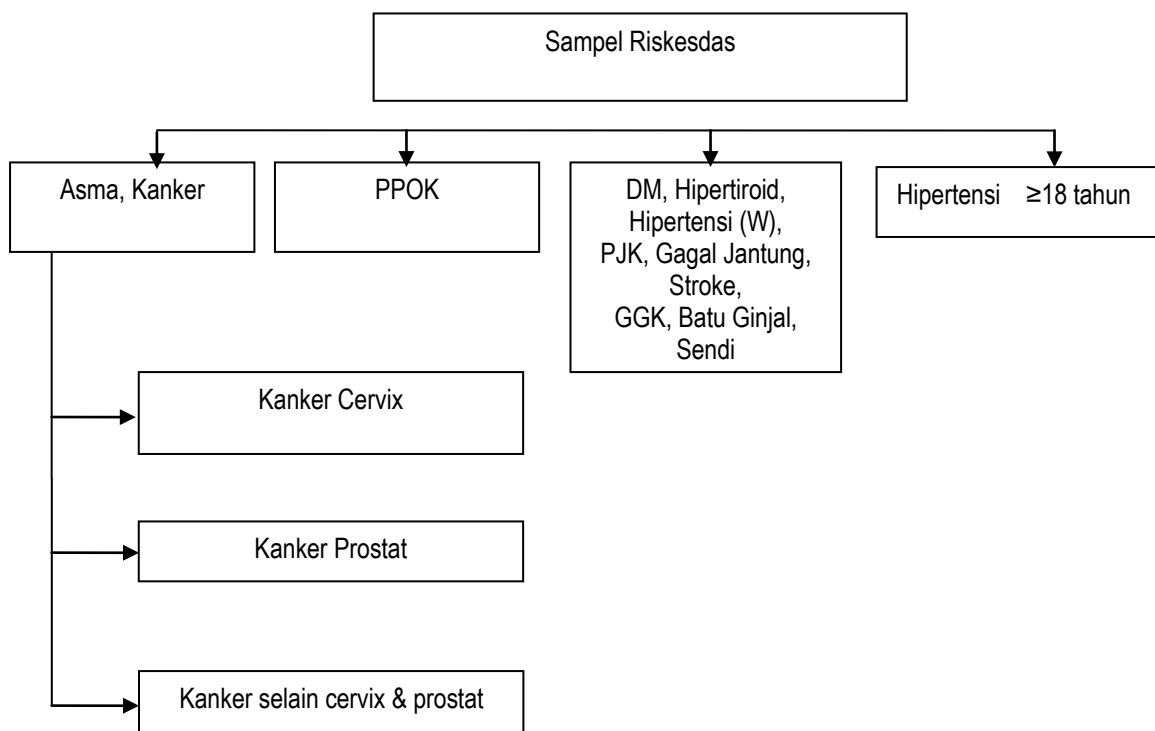 Sampel Riskesdas
Asma, Kanker
PPOK
DM, Hipertiroid,
Hipertensi (W),
PJK, Gagal Jantung,
Stroke,
GGK, Batu Ginjal,
Sendi
Hipertensi ≥18 tahun
Kanker Cervix
Kanker Prostat
Kanker selain cervix & prostat